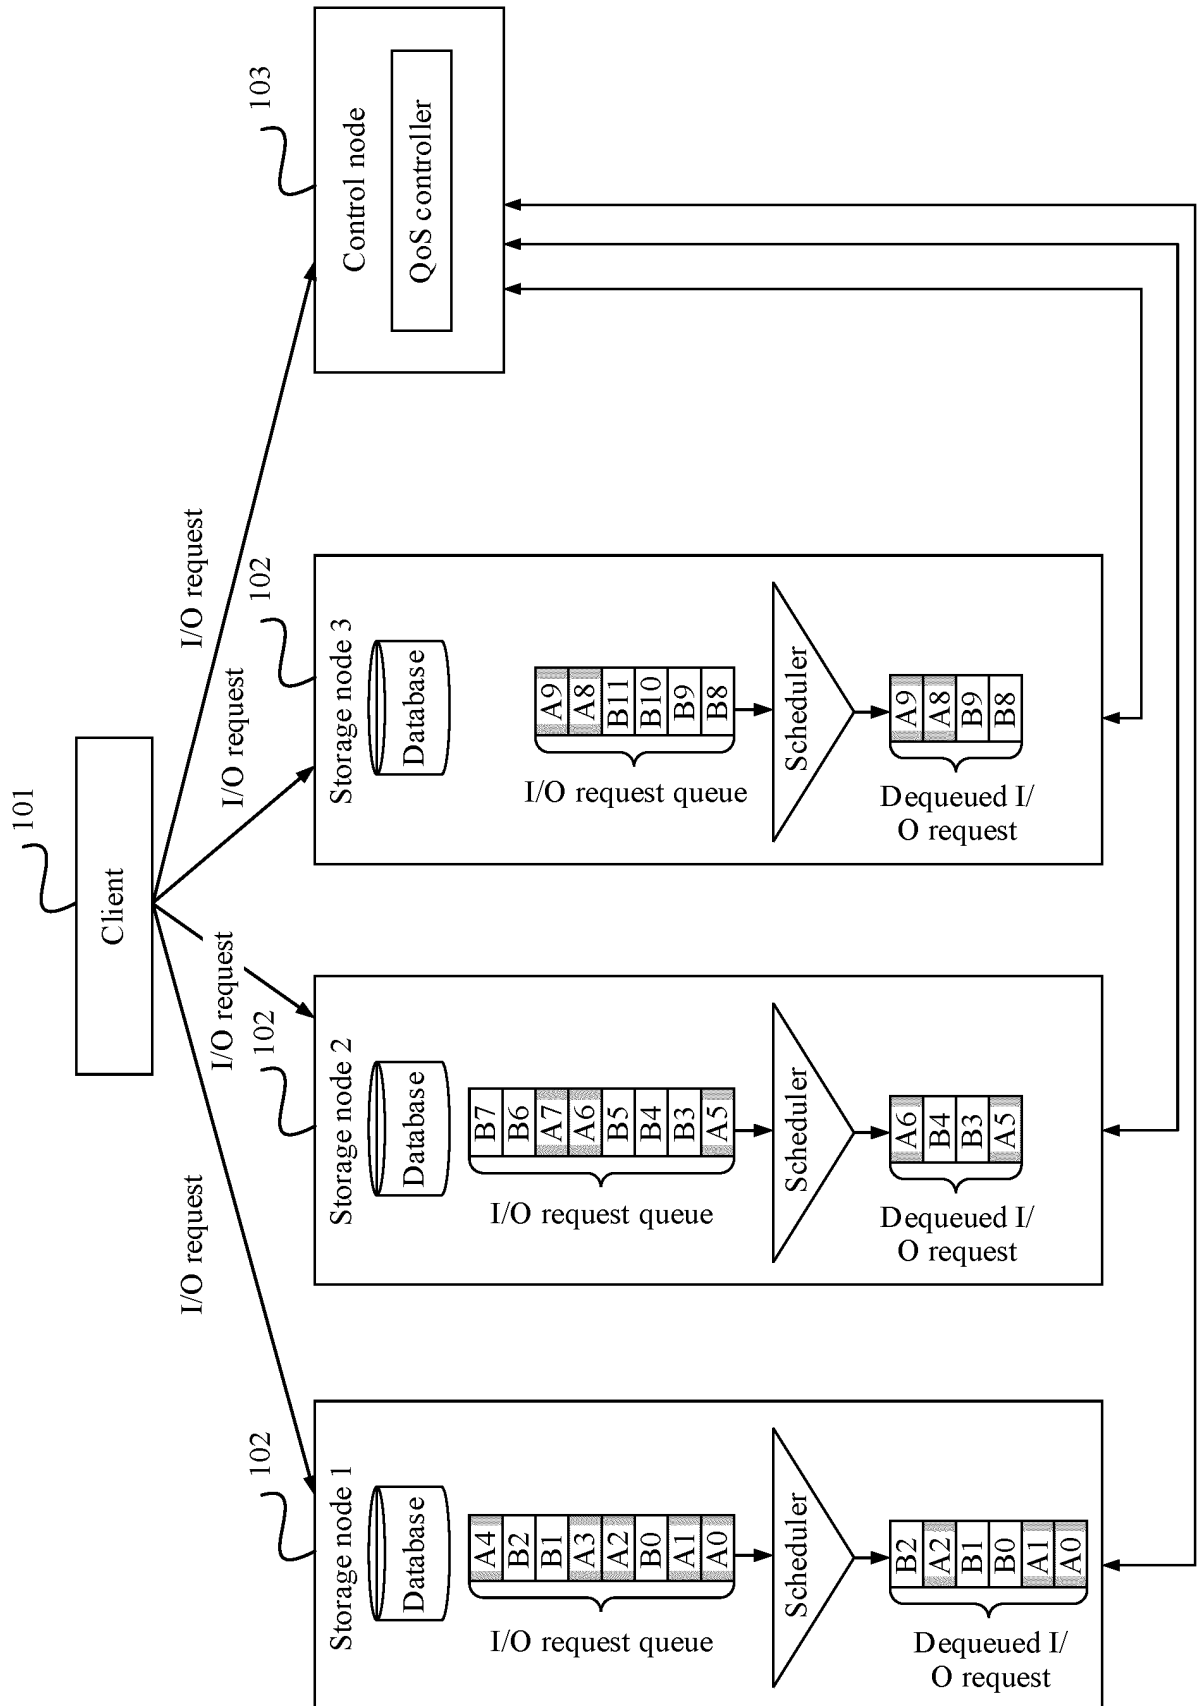 101
Client
I/O request
I/O request
I/O request
I/O request
102
Storage node 1
Database
A4
B2
B1
A3
A2
B0
A1
A0
I/O request queue
Scheduler
B2
A2
B1
B0
A1
A0
Dequeued I/
O request
102
Storage node 2
Database
B7
B6
A7
A6
B5
B4
B3
A5
I/O request queue
Scheduler
A6
B4
B3
A5
Dequeued I/
O request
102
Storage node 3
Database
A9
A8
B11
B10
B9
B8
I/O request queue
Scheduler
A9
A8
B9
B8
Dequeued I/
O request
103
Control node
QoS controller